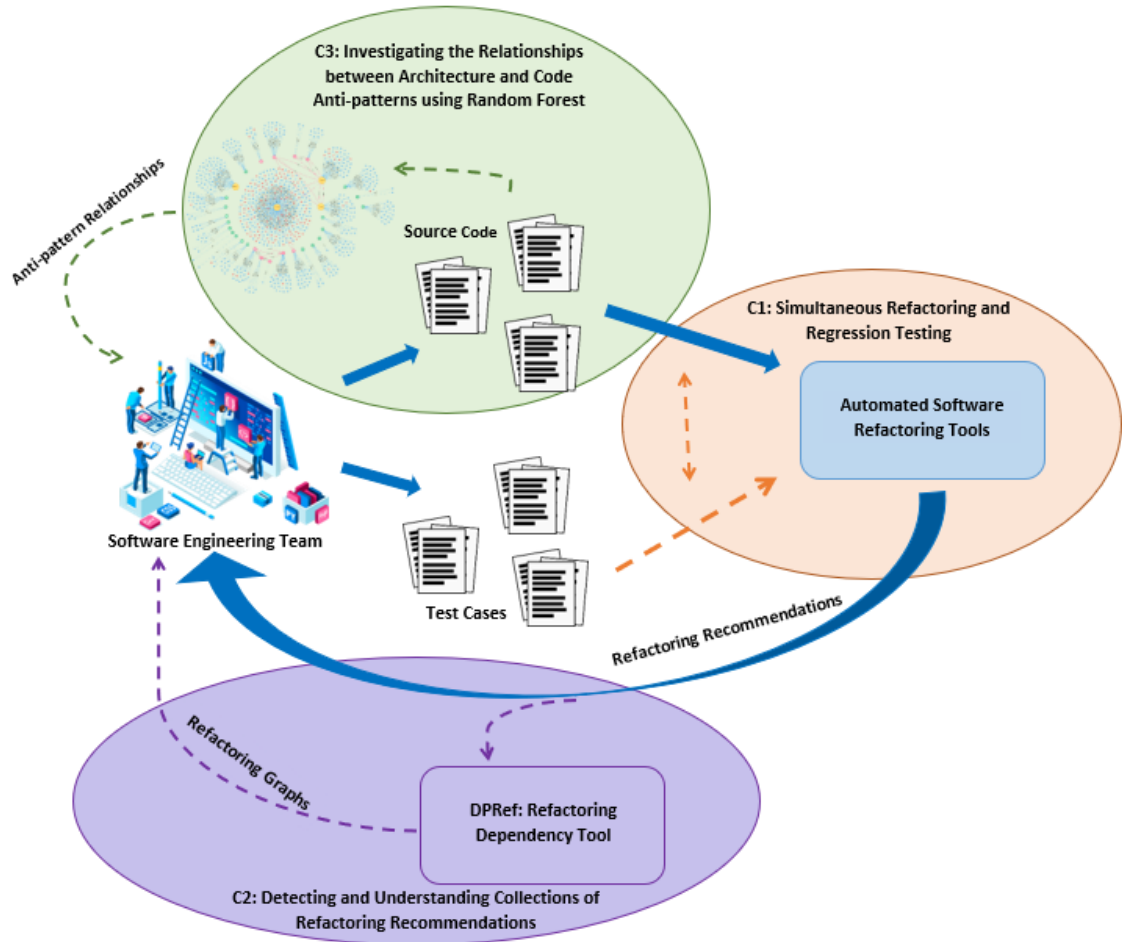 C3: Investigating the Relationships
between Architecture and Code
Anti-patterns using Random Forest
Anti-pattern Relationships
Source Code
C1: Simultaneous Refactoring and
Regression Testing
Automated Software
Refactoring Tools
Software Engineering Team
Test Cases
Refactoring Recommendations
Refactoring Graphs
DPRef: Refactoring
Dependency Tool
C2: Detecting and Understanding Collections of
Refactoring Recommendations